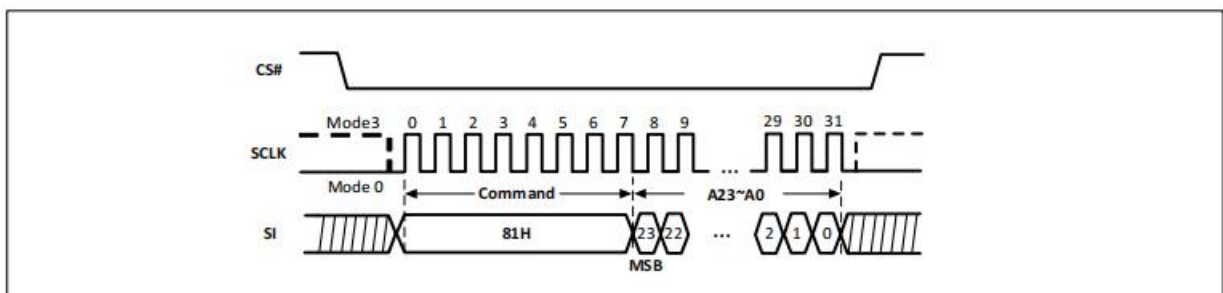 CS#
Mode3 0 1 2 3 4 5 6 7 8 9 29 30 31
SCLK
...
Mode 0
Command A23~A0
SI 81H 23 22 ... 2 1 0
MSB